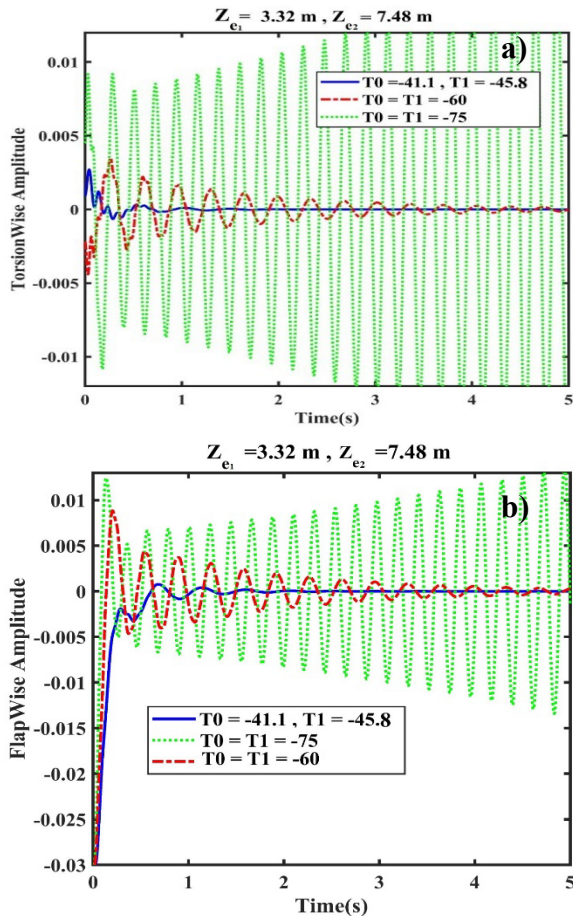 Z_e₁ = 3.32 m , Z_e₂ = 7.48 m
a)
0.01
0.005
0
-0.005
-0.01
TorsionWise Amplitude
T0 =-41.1 , T1 = -45.8
T0 = T1 = -60
T0 = T1 = -75
0 1 2 3 4 5
Time(s)
Z_e₁ =3.32 m , Z_e₂ = 7.48 m
b)
0.01
0.005
0
-0.005
-0.01
-0.015
-0.02
-0.025
-0.03
FlapWise Amplitude
T0 = -41.1 , T1 = -45.8
T0 = T1 = -75
T0 = T1 = -60
0 1 2 3 4 5
Time(s)